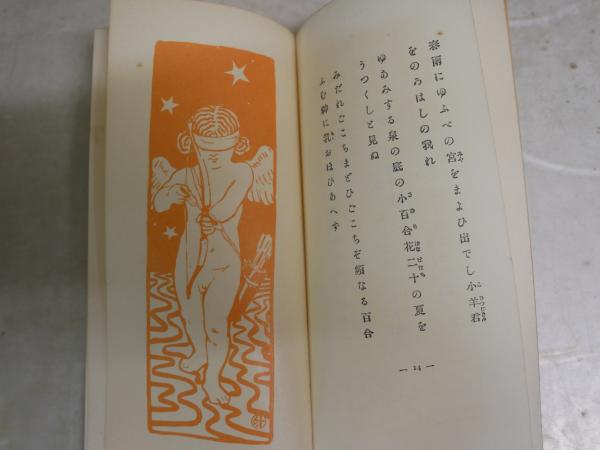 春雨にゆふべの宮をまよひ出でし小羊君
をのろはしの我れ
ゆあみする泉の底の小百合花二十の夏を
うつくしと見ぬ
みだれごこちまどひごこちぞ頻なる百合
ふむ神に乳おほひあへず
— 24 —